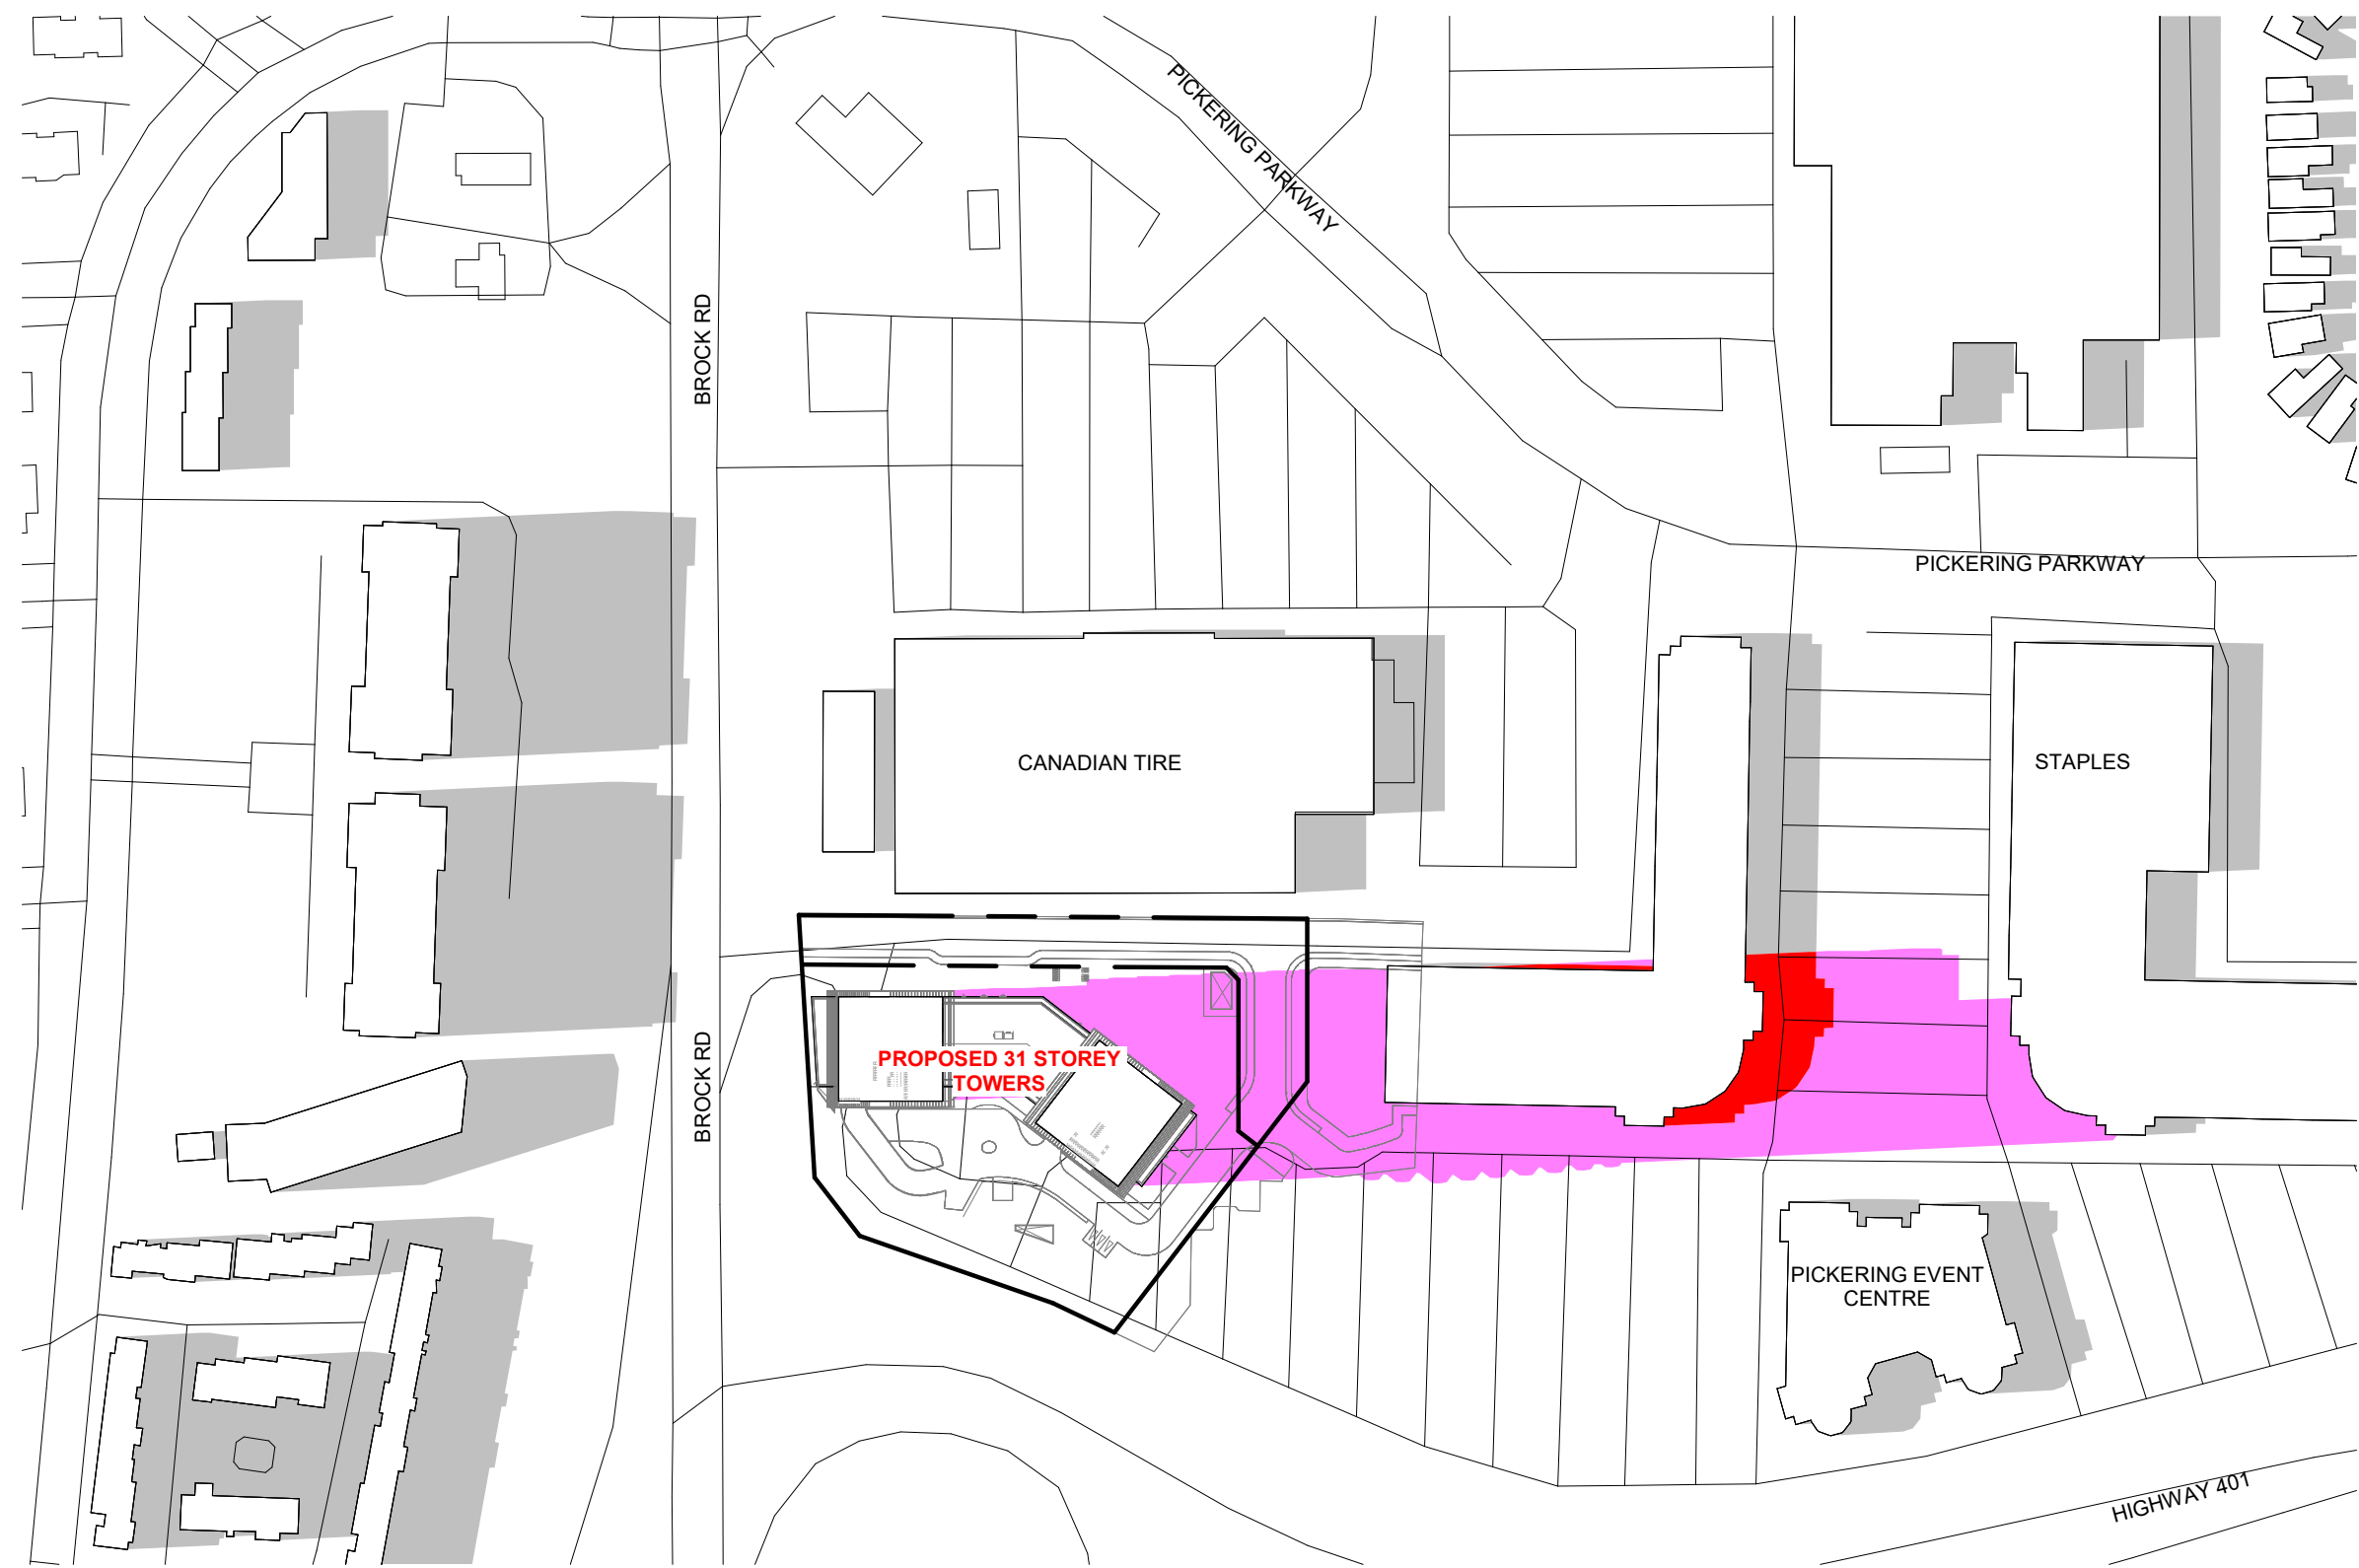 PICKERING PARKWAY
BROCK RD
PICKERING PARKWAY
CANADIAN TIRE
STAPLES
PROPOSED 31 STOREY
TOWERS
BROCK RD
PICKERING EVENT
CENTRE
HIGHWAY 401